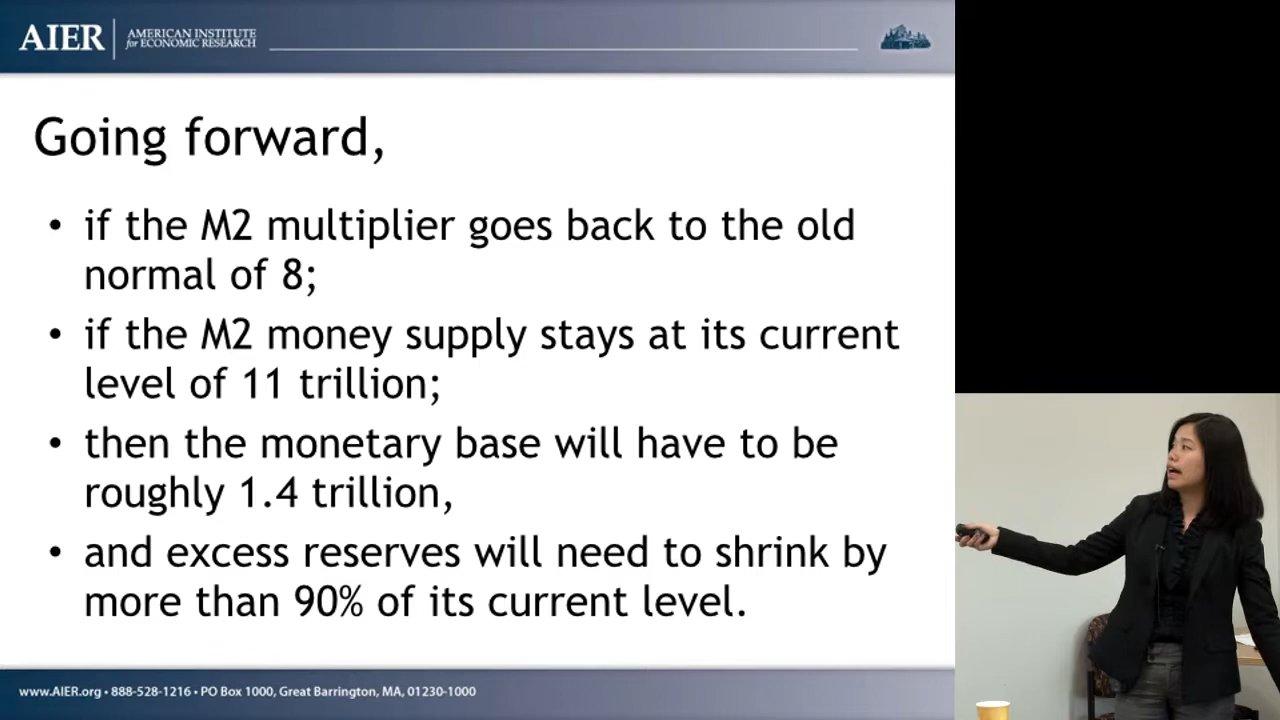 AIER
AMERICAN INSTITUTE
for ECONOMIC RESEARCH
Going forward,
• if the M2 multiplier goes back to the old
normal of 8;
• if the M2 money supply stays at its current
level of 11 trillion;
• then the monetary base will have to be
roughly 1.4 trillion,
• and excess reserves will need to shrink by
more than 90% of its current level.
www.AIER.org • 888-528-1216 • PO Box 1000, Great Barrington, MA, 01230-1000